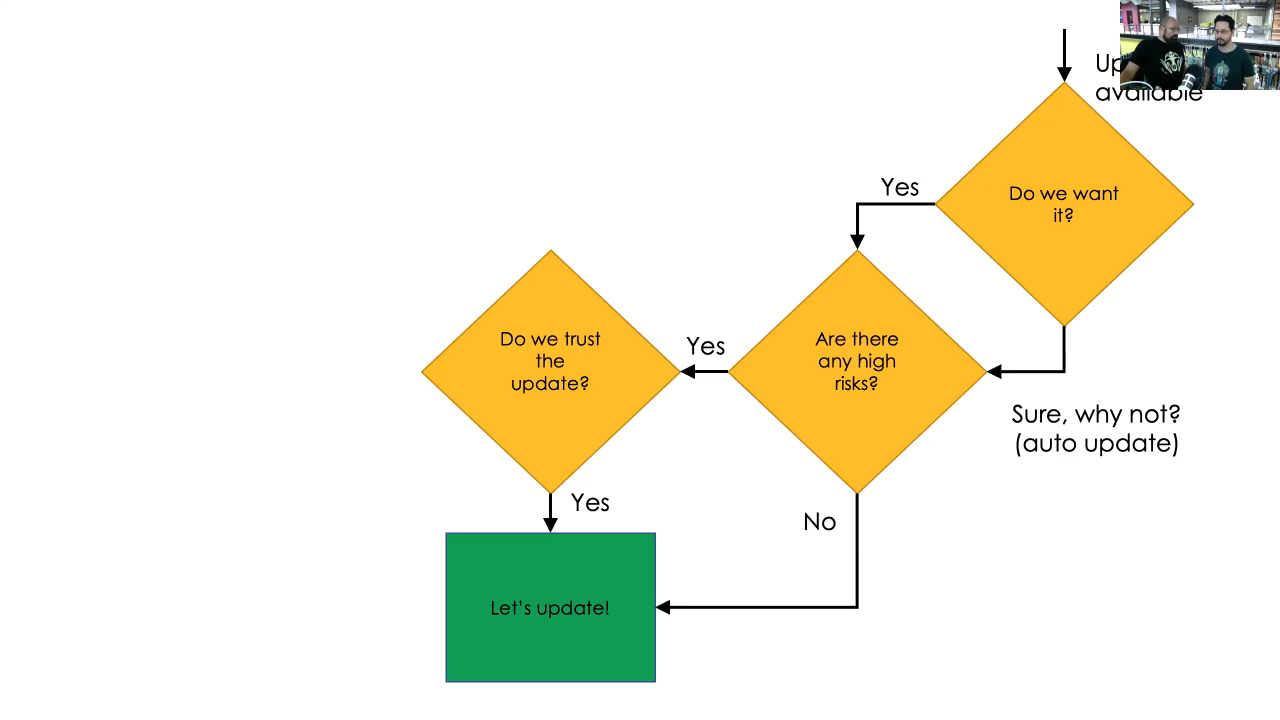 available
Do we want
it?
Yes
Do we trust
the
update?
Yes
Are there
any high
risks?
Sure, why not?
(auto update)
Yes
No
Let's update!